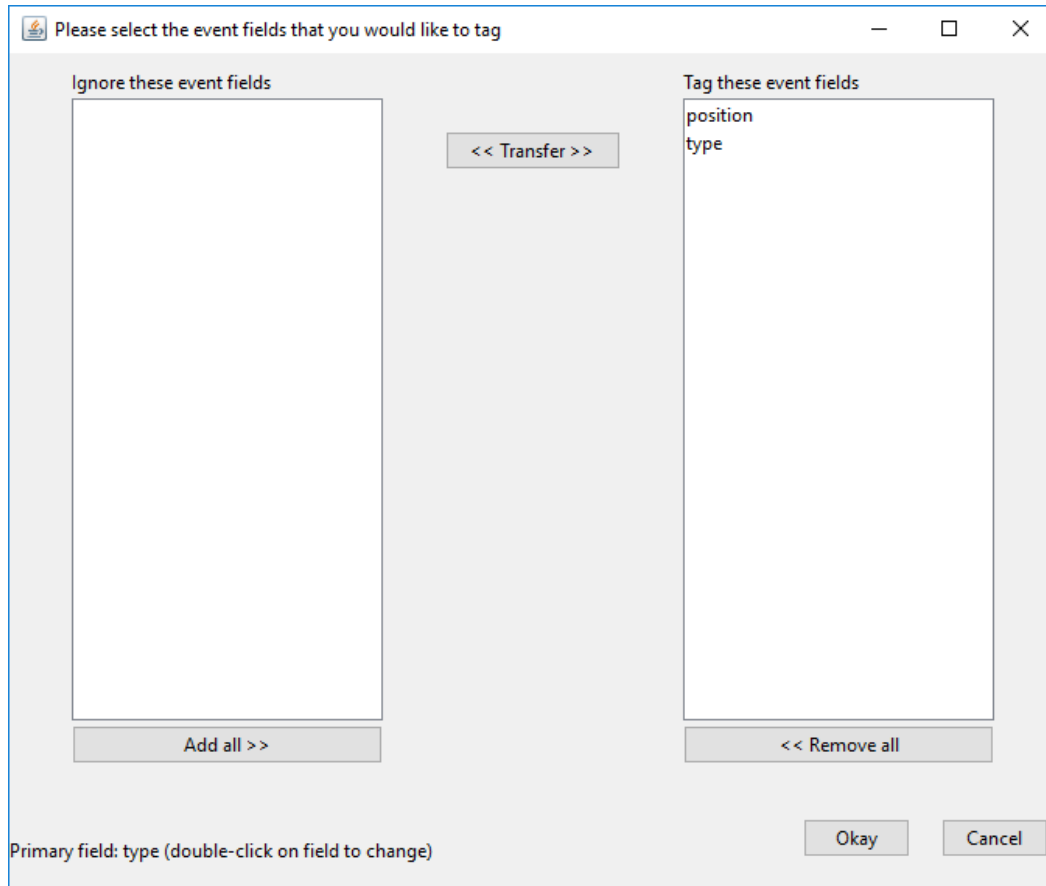 Please select the event fields that you would like to tag
Ignore these event fields
Tag these event fields
position
type
<< Transfer >>
Add all >>
<< Remove all
Okay
Cancel
Primary field: type (double-click on field to change)